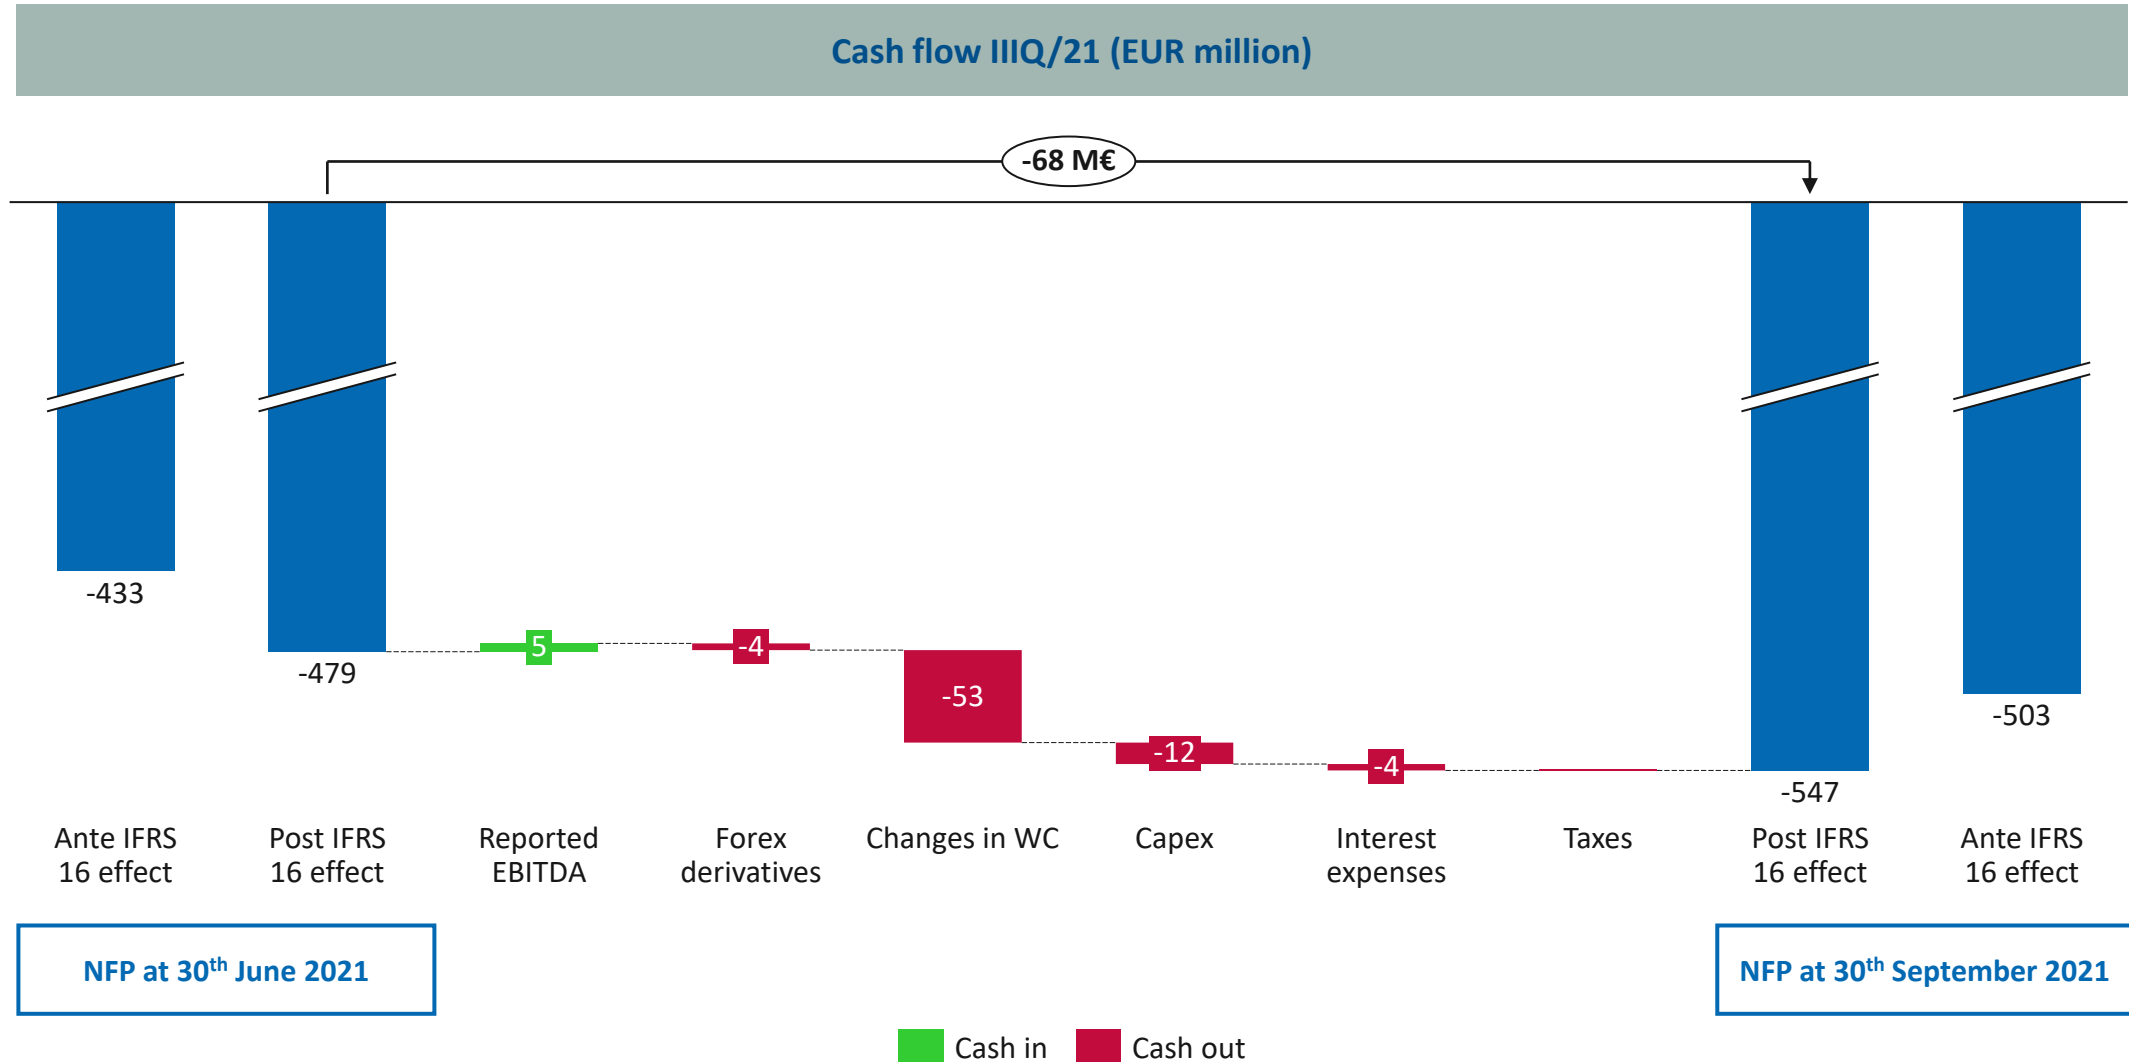 Cash flow IIIQ/21 (EUR million)
-68 M€
-433
-479
5
-4
-53
-12
-4
-547
-503
Ante IFRS
16 effect
Post IFRS
16 effect
Reported
EBITDA
Forex
derivatives
Changes in WC
Capex
Interest
expenses
Taxes
Post IFRS
16 effect
Ante IFRS
16 effect
NFP at 30th June 2021
NFP at 30th September 2021
Cash in
Cash out